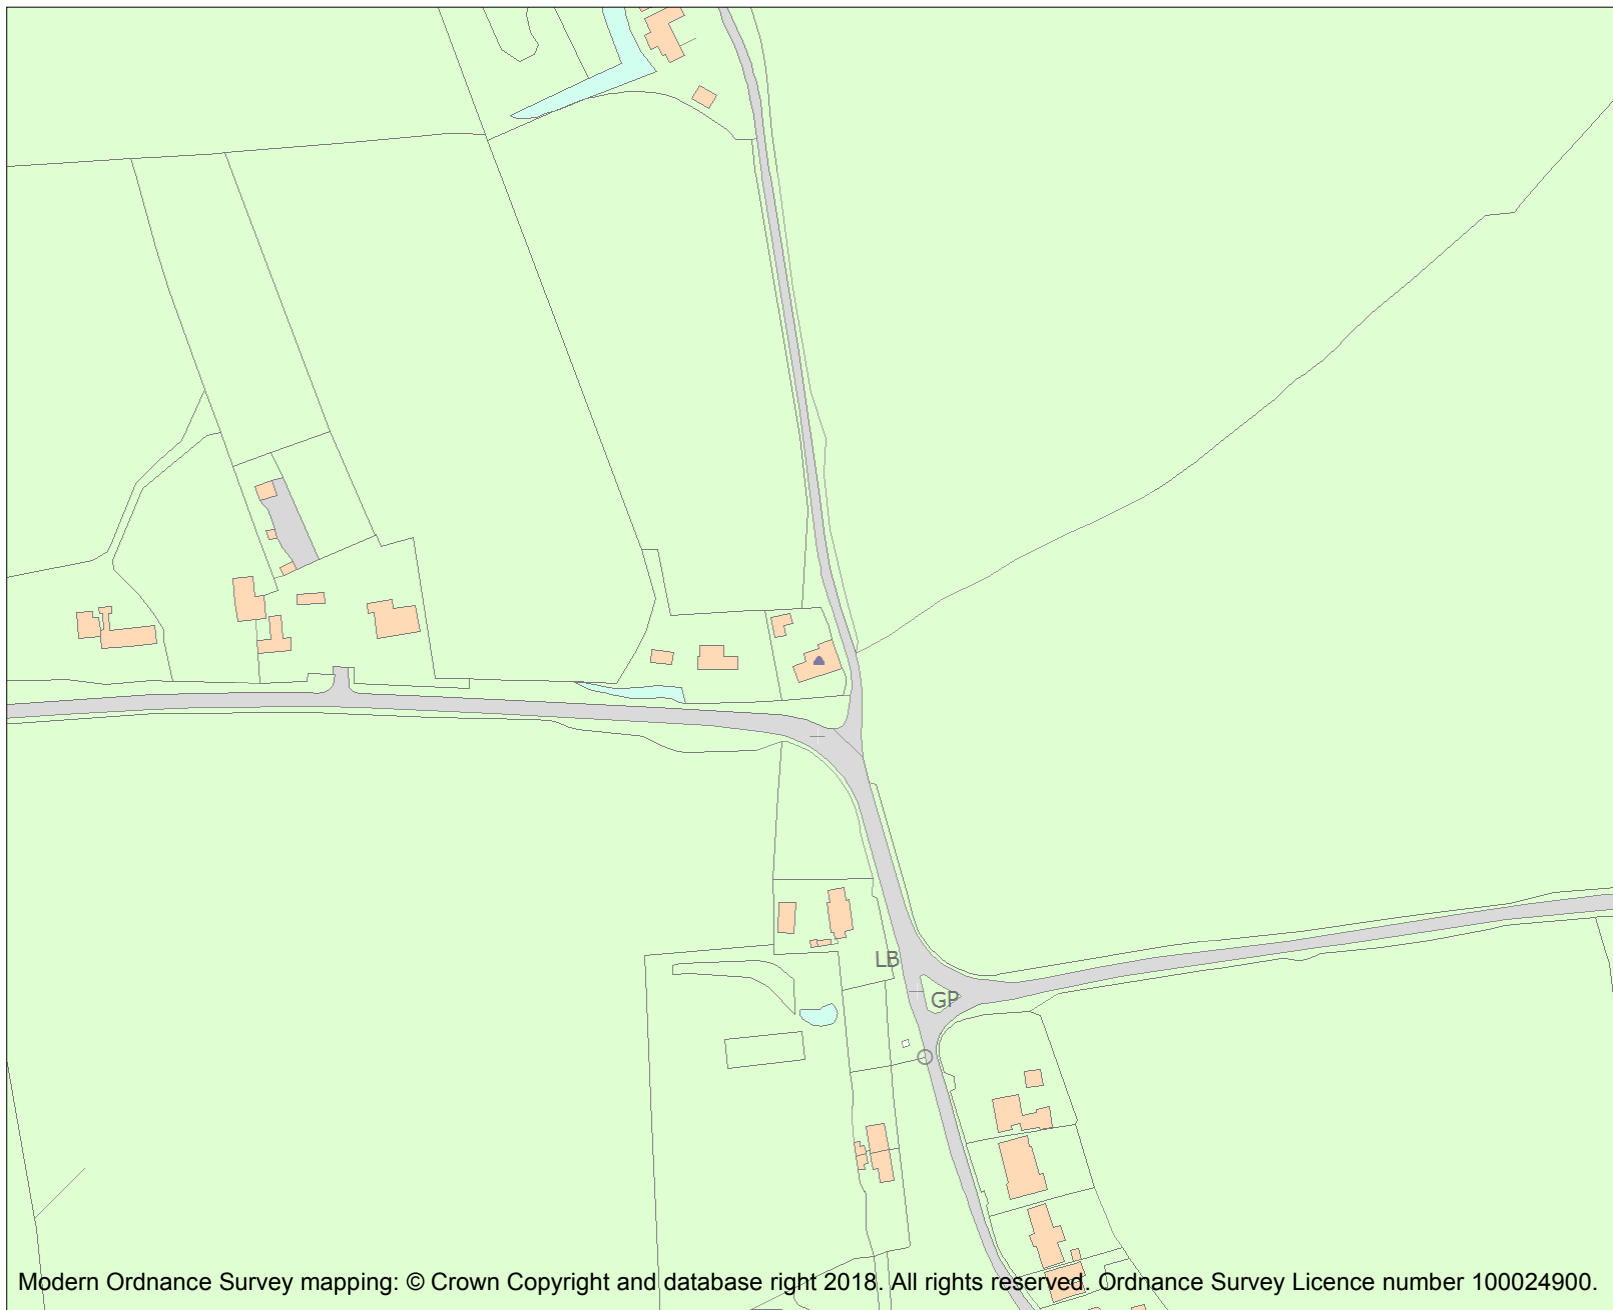 LB
GP
Modern Ordnance Survey mapping: © Crown Copyright and database right 2018. All rights reserved. Ordnance Survey Licence number 100024900.